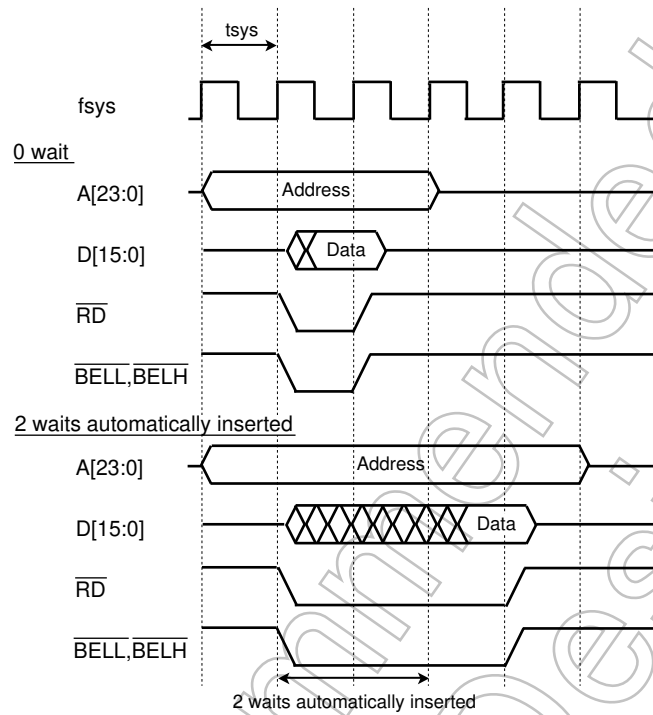 tsys
fsys
0 wait
A[23:0] Address
D[15:0] Data
RD
BELL,BELH
2 waits automatically inserted
A[23:0] Address
D[15:0] Data
RD
BELL,BELH
2 waits automatically inserted